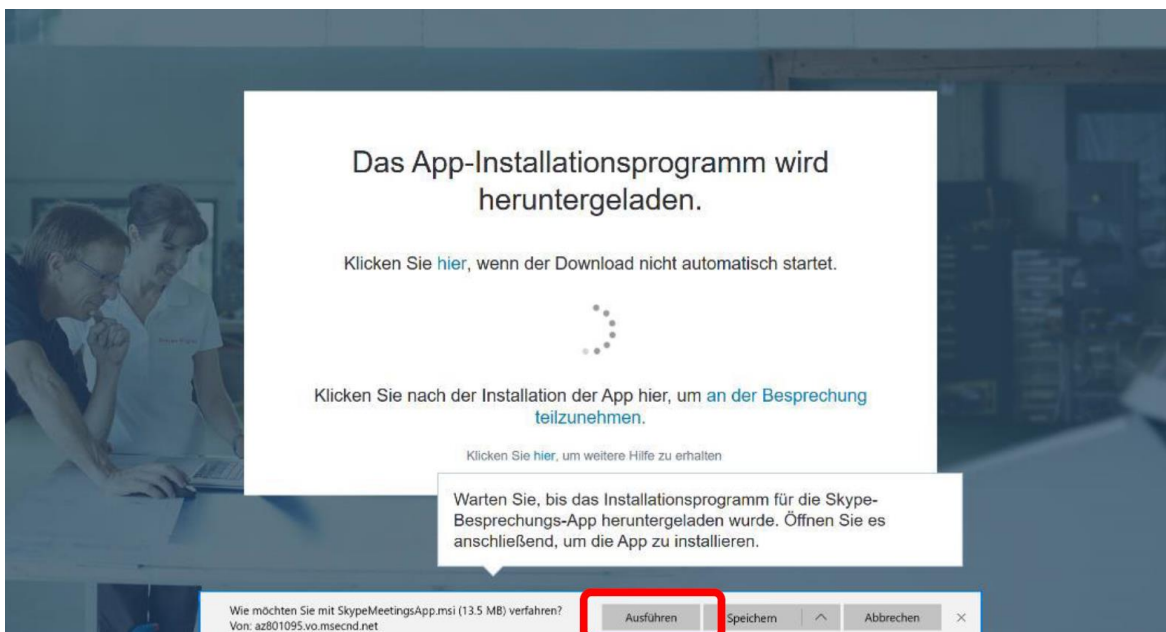 Das App-Installationsprogramm wird
heruntergeladen.
Klicken Sie hier, wenn der Download nicht automatisch startet.
Klicken Sie nach der Installation der App hier, um an der Besprechung
teilzunehmen.
Klicken Sie hier, um weitere Hilfe zu erhalten
Warten Sie, bis das Installationsprogramm für die Skype-
Besprechungs-App heruntergeladen wurde. Öffnen Sie es
anschließend, um die App zu installieren.
Wie möchten Sie mit SkypeMeetingsApp.msi (13.5 MB) verfahren?
Von: az801095.vo.msecnd.net
Ausführen
Speichern
Abbrechen